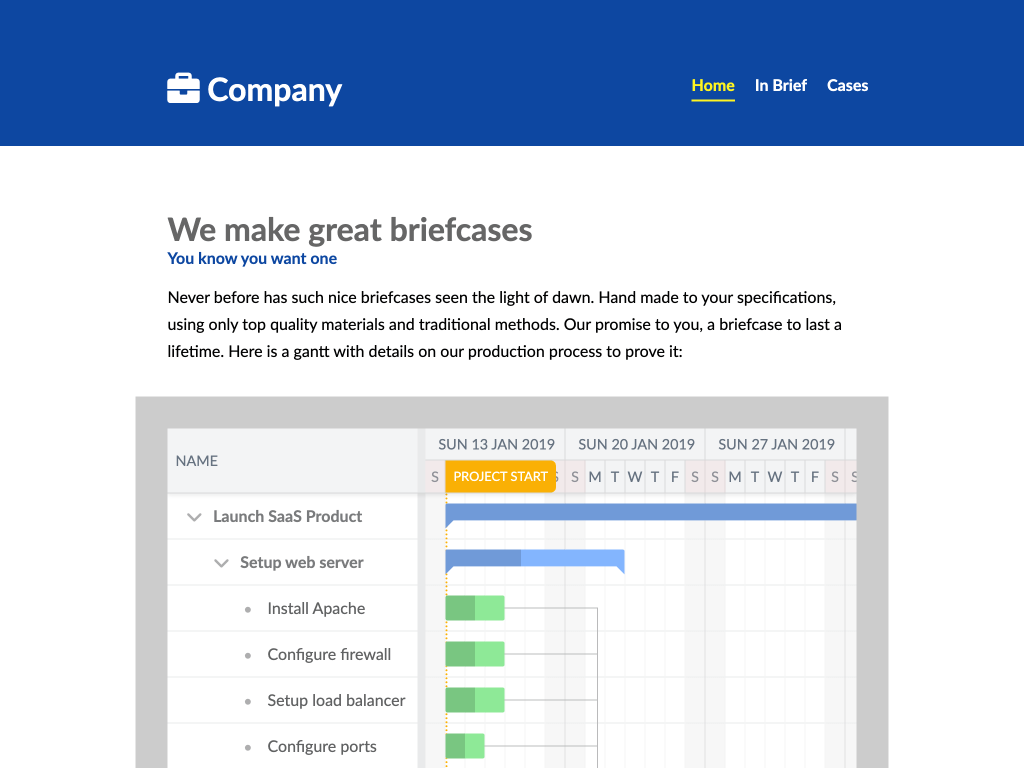 Company
Home In Brief Cases
We make great briefcases
You know you want one
Never before has such nice briefcases seen the light of dawn. Hand made to your specifications,
using only top quality materials and traditional methods. Our promise to you, a briefcase to last a
lifetime. Here is a gantt with details on our production process to prove it:
NAME
SUN 13 JAN 2019 SUN 20 JAN 2019 SUN 27 JAN 2019
S PROJECT START S S M T W T F S S M T W T F S S
Launch SaaS Product
Setup web server
Install Apache
Configure firewall
Setup load balancer
Configure ports